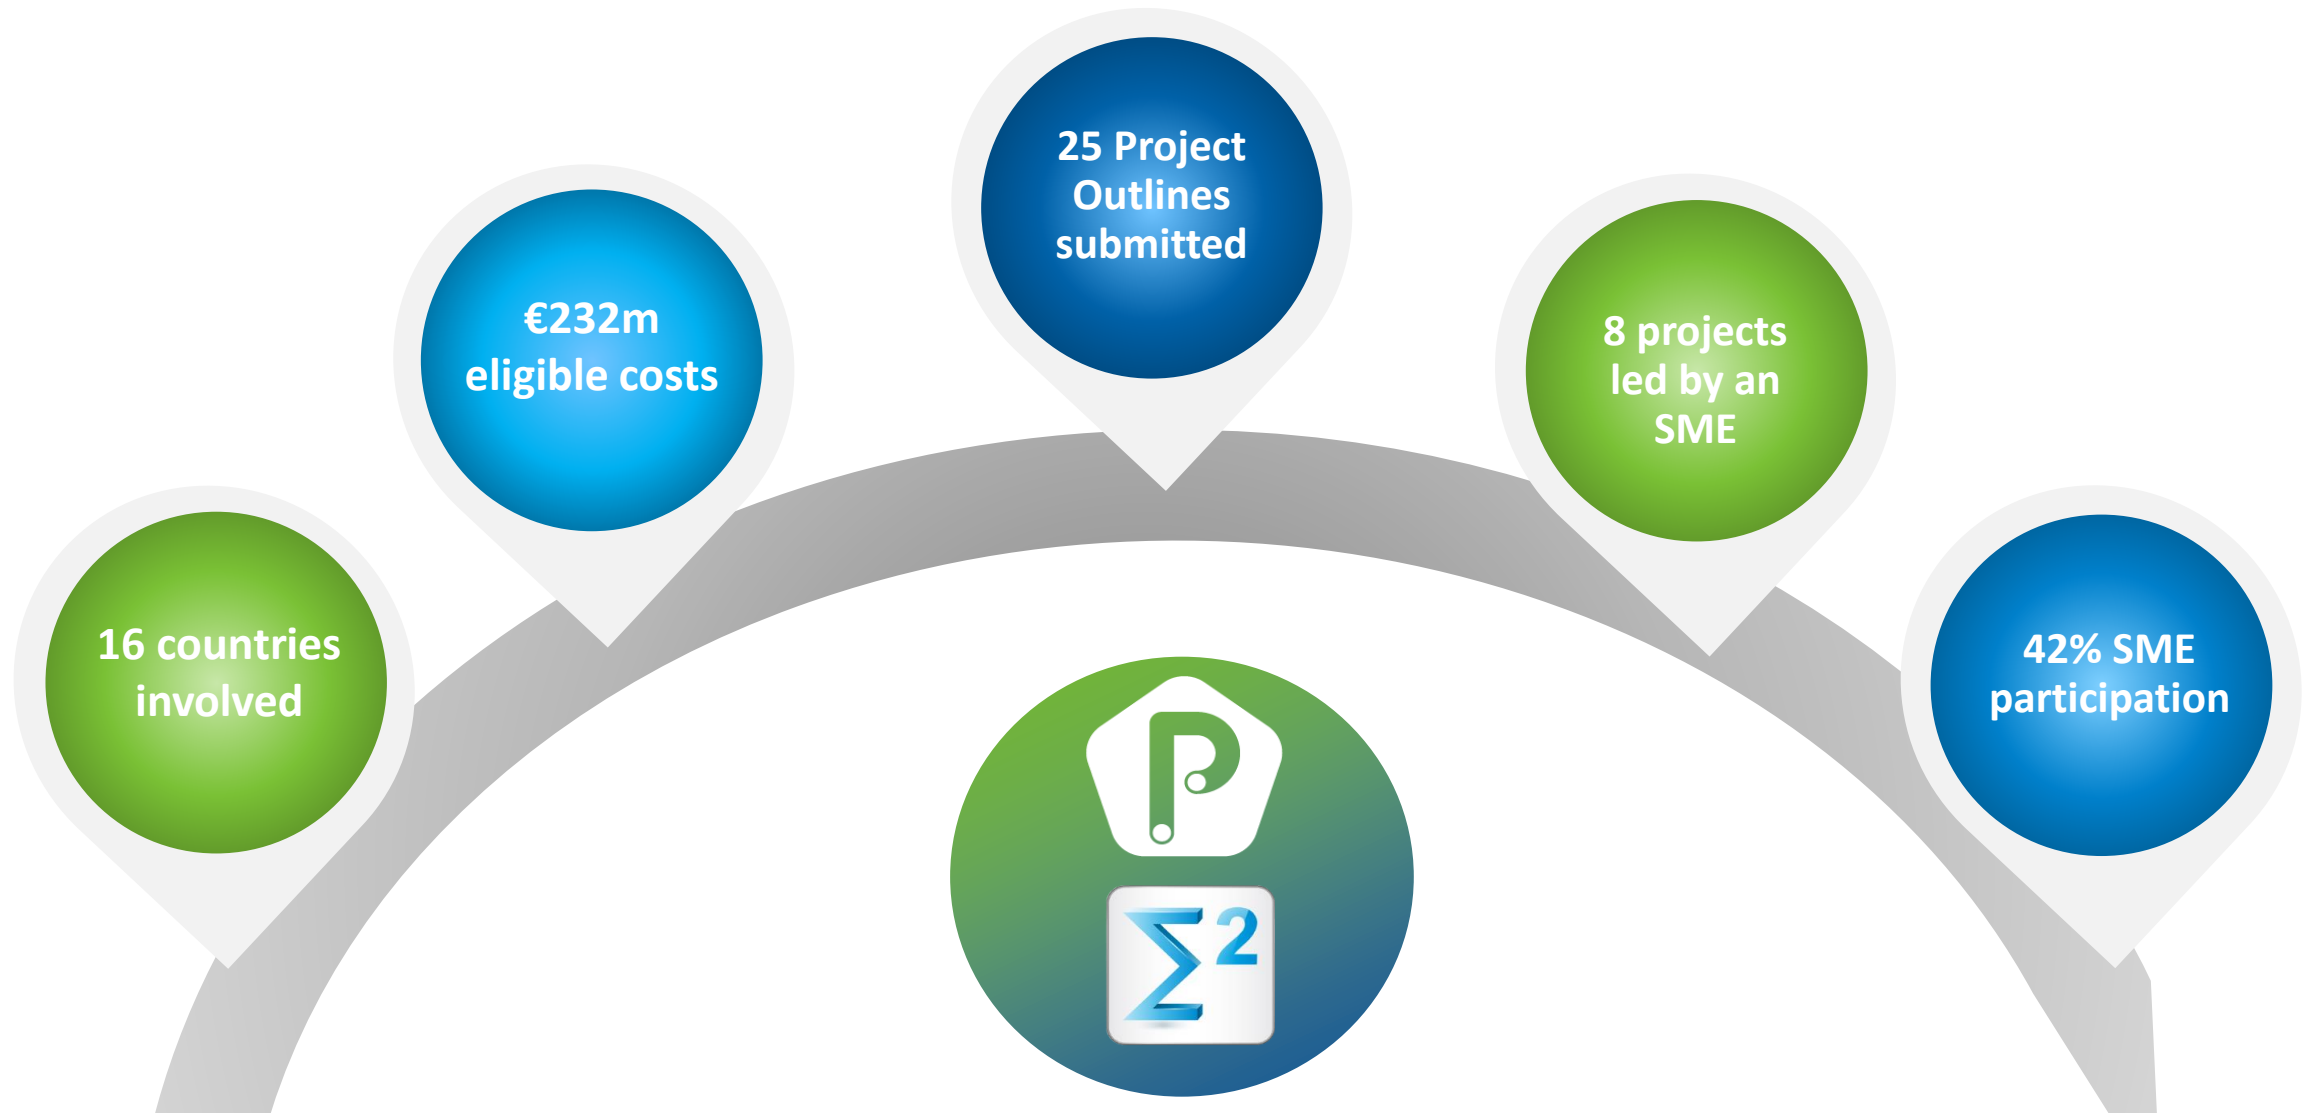 16 countries
involved
€232m
eligible costs
25 Project
Outlines
submitted
8 projects
led by an
SME
42% SME
participation
P
Σ2